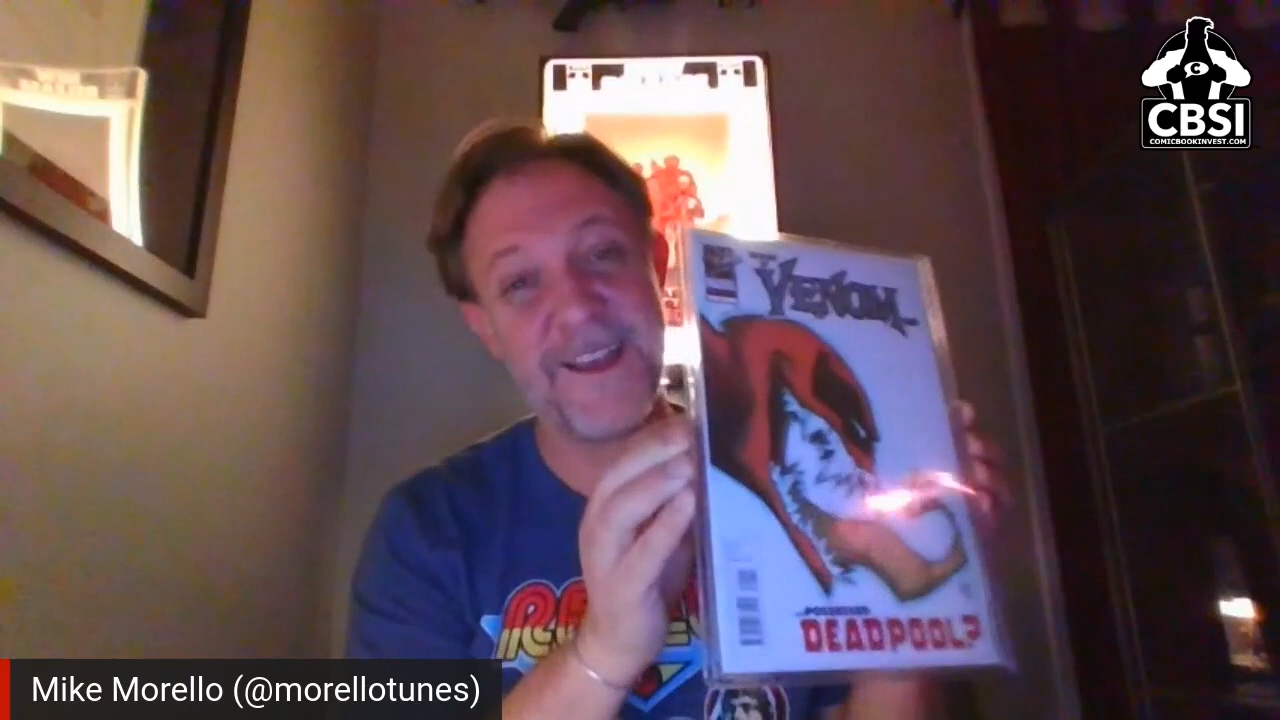 CBSI
COMICBOOKINVEST.COM
VENOM
POSSESSED
DEADPOOL?
Mike Morello (@morellotunes)